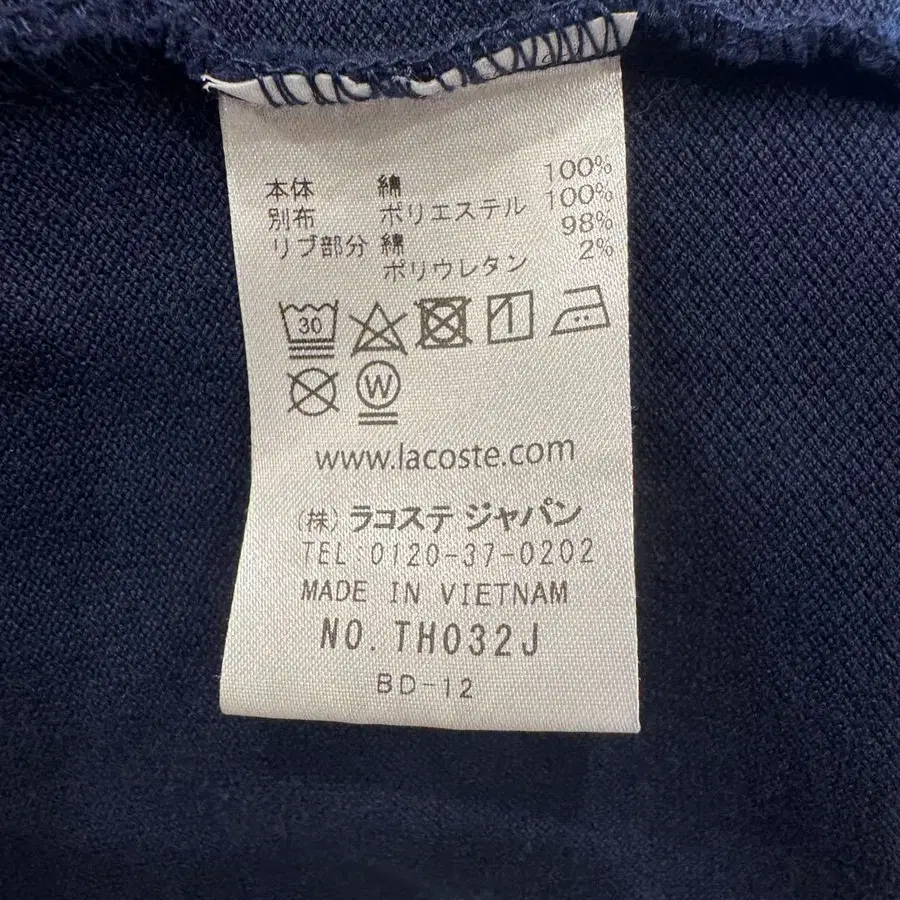 本体 綿 100%
別布 ポリエステル 100%
リブ部分 綿 98%
ポリウレタン 2%
30
W
www.lacoste.com
(株) ラコステ ジャパン
TEL:0120-37-0202
MADE IN VIETNAM
NO. TH032J
BD-12